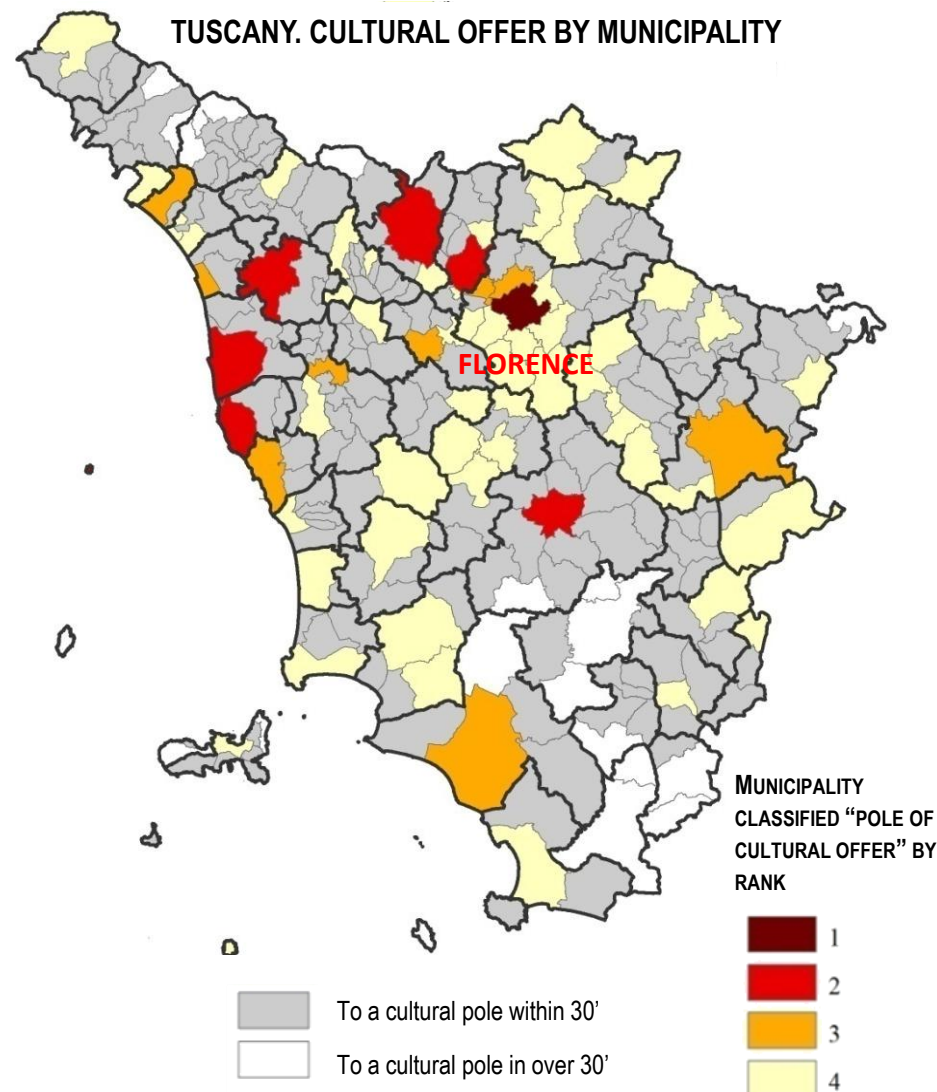 TUSCANY. CULTURAL OFFER BY MUNICIPALITY
FLORENCE
MUNICIPALITY
CLASSIFIED “POLE OF
CULTURAL OFFER” BY
RANK
1
2
3
4
To a cultural pole within 30’
To a cultural pole in over 30’